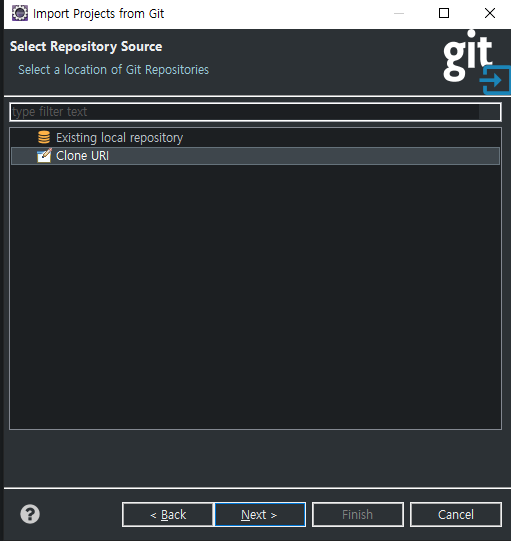 Import Projects from Git
Select Repository Source
Select a location of Git Repositories
git
type filter text
Existing local repository
Clone URI
?
< Back
Next >
Finish
Cancel